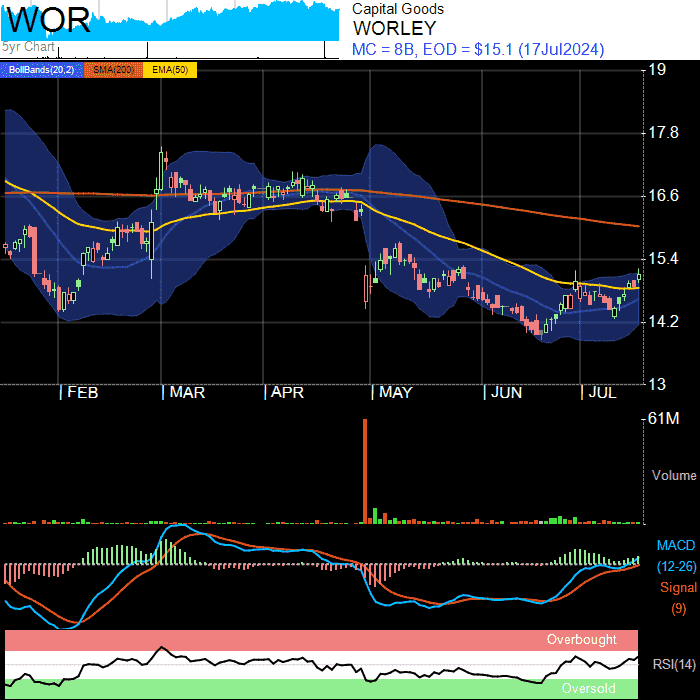 WOR
5yr Chart
Capital Goods
WORLEY
MC = 8B, EOD = $15.1 (17Jul2024)
BollBands(20,2) SMA(200) EMA(50)
19
17.8
16.6
15.4
14.2
13
FEB MAR APR MAY JUN JUL
61M
Volume
MACD
(12-26)
Signal
(9)
Overbought
RSI(14)
Oversold